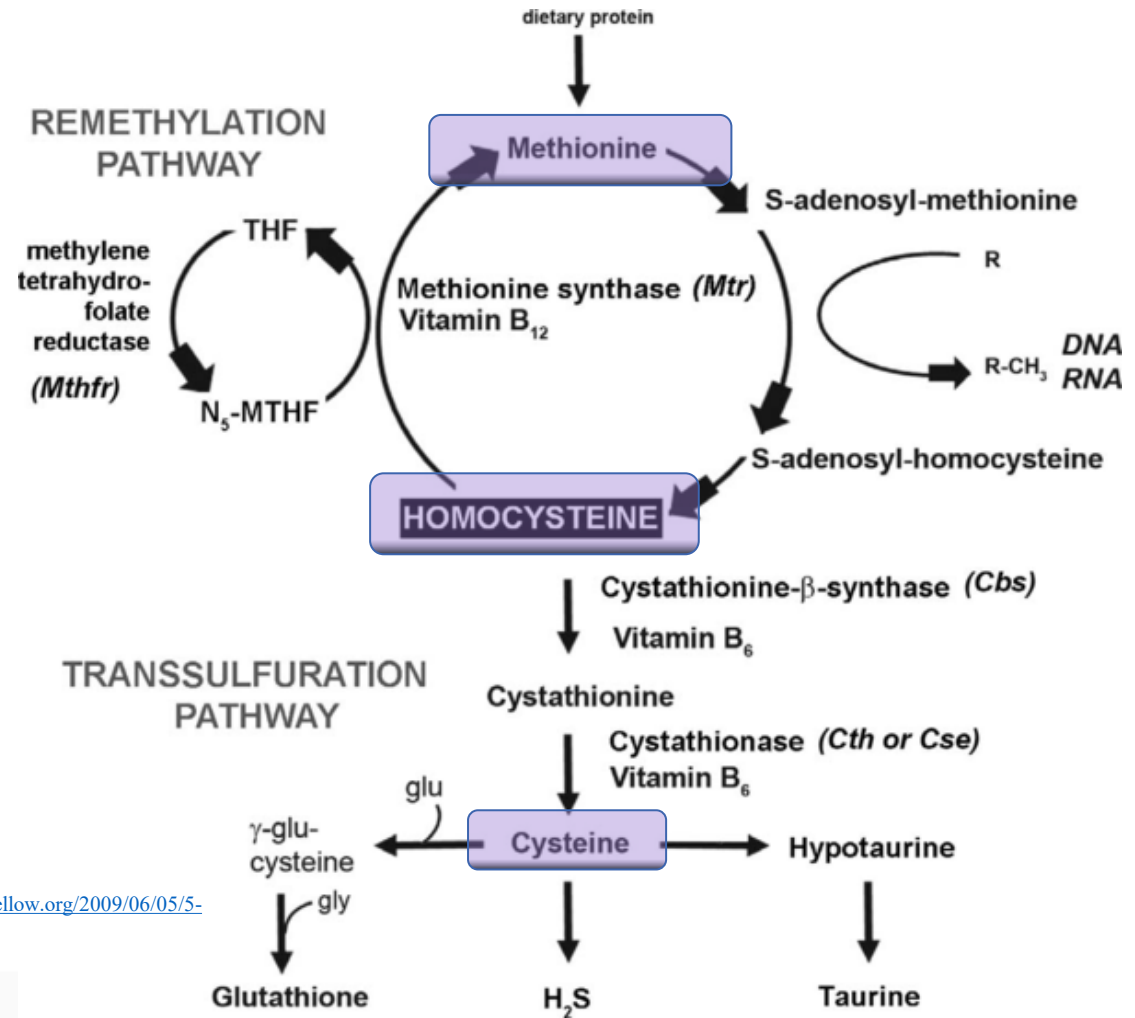 dietary protein
REMETHYLATION
PATHWAY
Methionine
S-adenosyl-methionine
THF
methylene
tetrahydro-
folate
reductase
(Mthfr)
N₅-MTHF
Methionine synthase (Mtr)
Vitamin B₁₂
R
R-CH₃
DNA
RNA
S-adenosyl-homocysteine
HOMOCYSTEINE
Cystathionine-β-synthase (Cbs)
Vitamin B₆
TRANSSULFURATION
PATHWAY
Cystathionine
Cystathionase (Cth or Cse)
Vitamin B₆
glu
γ-glu-
cysteine
Cysteine
Hypotaurine
ellow.org/2009/06/05/5-
gly
Glutathione
H₂S
Taurine